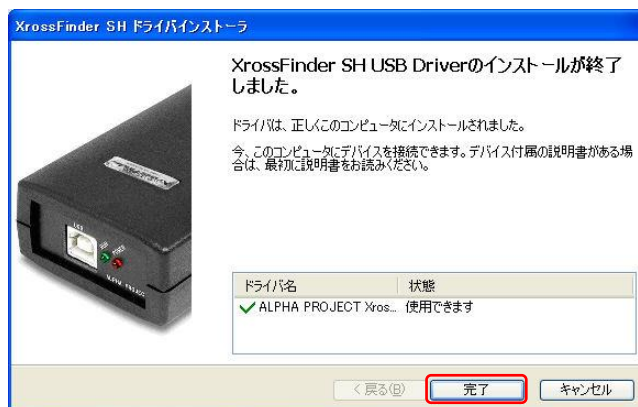 XrossFinder SH ドライバインストーラ
XrossFinder SH USB Driverのインストールが終了
しました。
ドライバは、正しくこのコンピュータにインストールされました。
今、このコンピュータにデバイスを接続できます。デバイス付属の説明書がある場
合は、最初に説明書をお読みください。
USB
RUN
POWER
ALPHA PROJECT
ドライバ名
状態
ALPHA PROJECT Xros...
使用できます
< 戻る(B)
完了
キャンセル